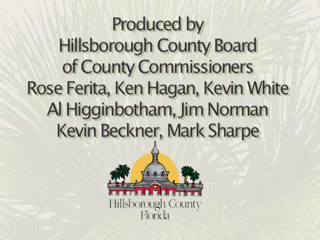 Produced by
Hillsborough County Board
of County Commissioners
Rose Ferita, Ken Hagan, Kevin White
Al Higginbotham, Jim Norman
Kevin Beckner, Mark Sharpe
Hillsborough County
Florida